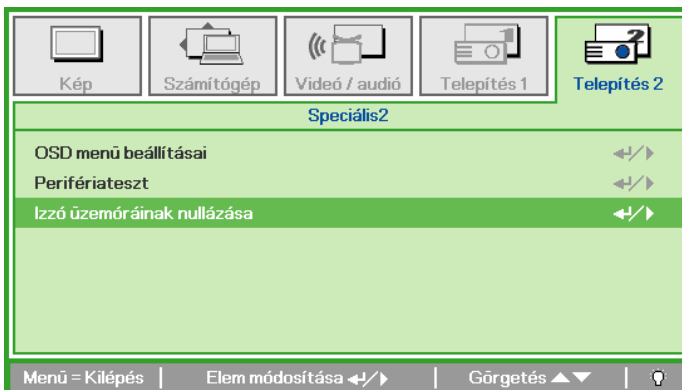 Kép
Számítógép
Videó / audió
Telepítés 1
Telepítés 2
Speciális2
OSD menü beállításai
Perifériateszt
Izzó üzemóráinak nullázása
Menü = Kilépés | Elem módosítása ↵/▶ | Görgetés ▲▼ |